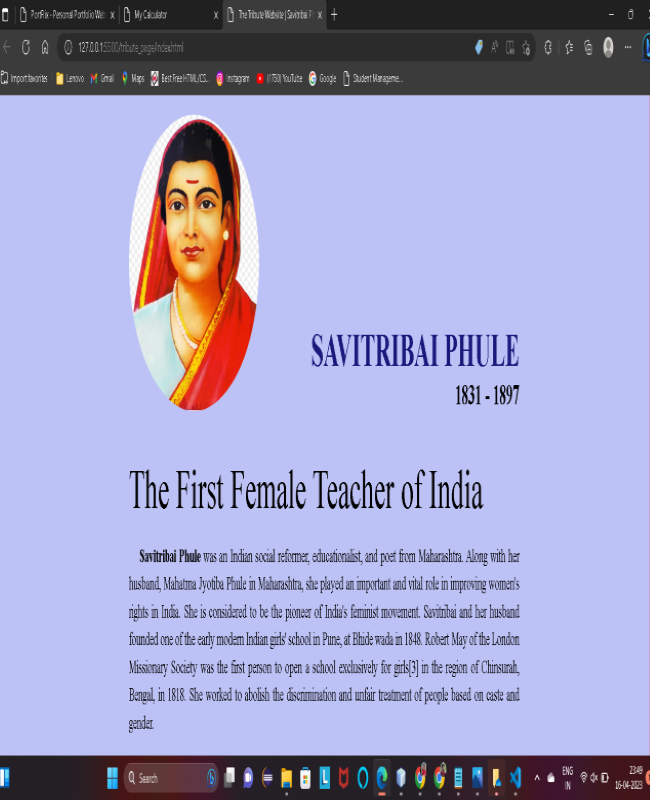 PortFlix - Personal Portfolio Web
My Calculator
The Tribute Website | Savitribai P
127.0.0.1:5500/tribute_page/index.html
Import favorites
Lenovo
Gmail
Maps
Best Free HTML/CS...
Instagram
(1750) YouTube
Google
Student Manageme...
SAVITRIBAI PHULE
1831 - 1897
The First Female Teacher of India
Savitribai Phule was an Indian social reformer, educationalist, and poet from Maharashtra. Along with her
husband, Mahatma Jyotiba Phule in Maharashtra, she played an important and vital role in improving women's
rights in India. She is considered to be the pioneer of India's feminist movement. Savitribai and her husband
founded one of the early modern Indian girls' school in Pune, at Bhide wada in 1848. Robert May of the London
Missionary Society was the first person to open a school exclusively for girls[3] in the region of Chinsurah,
Bengal, in 1818. She worked to abolish the discrimination and unfair treatment of people based on caste and
gender.
Search
ENG
IN
23:49
16-04-2023